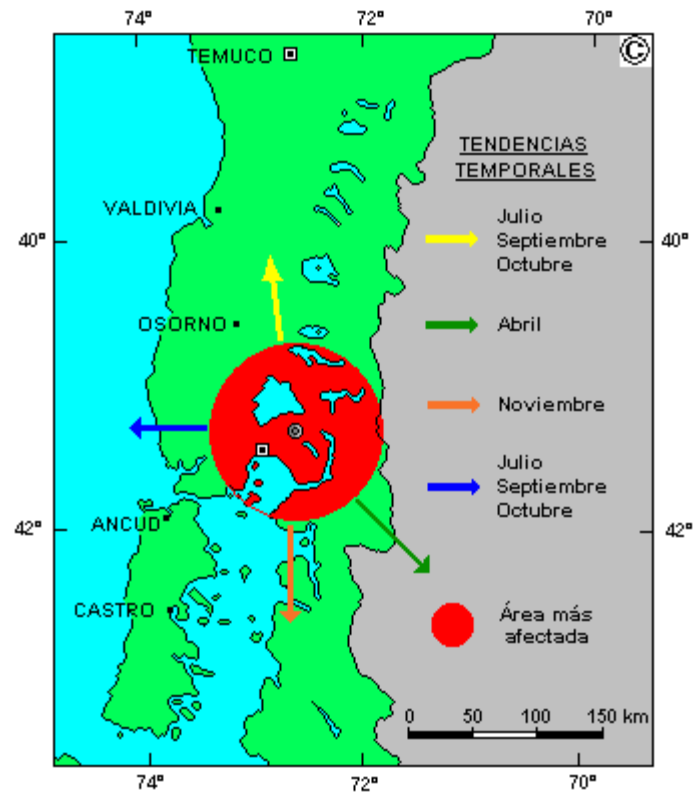 74°
72°
70°
TEMUCO
©
TENDENCIAS
TEMPORALES
VALDIVIA
Julio
Septiembre
Octubre
40°
40°
OSORNO
Abril
Noviembre
Julio
Septiembre
Octubre
ANCUD
42°
42°
CASTRO
Área más
afectada
0 50 100 150 km
74°
72°
70°